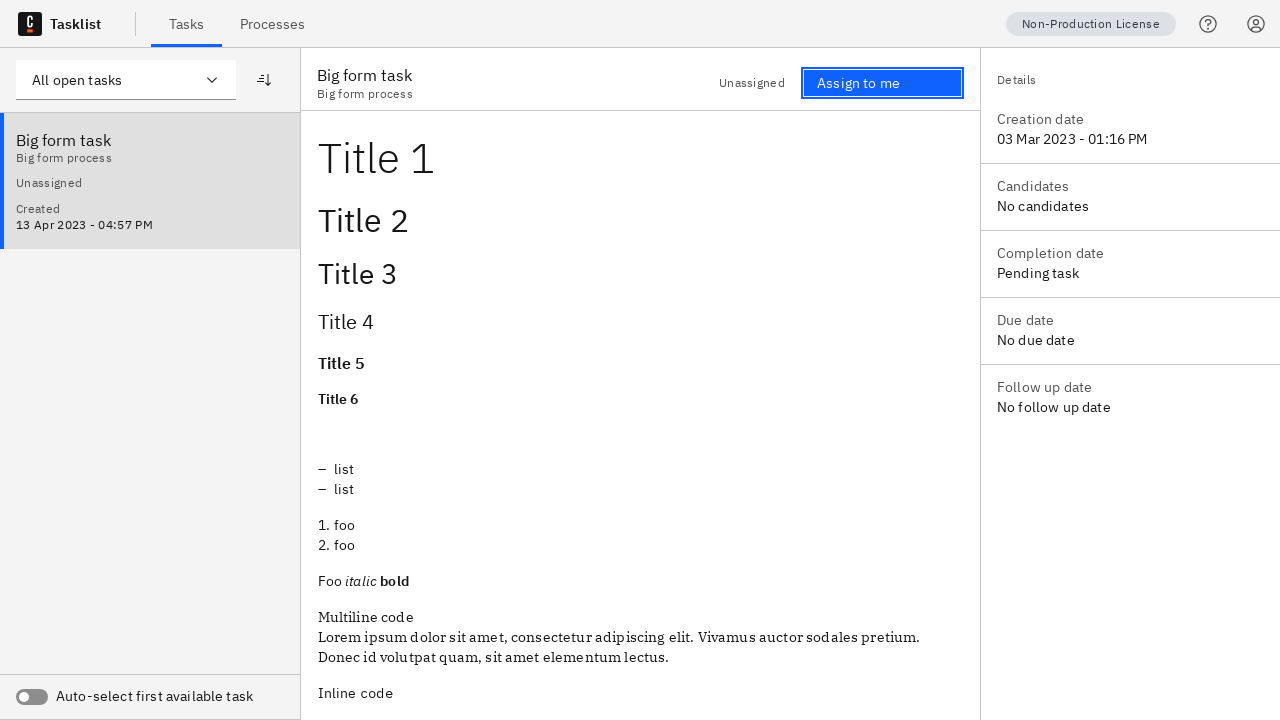 Tasklist
Tasks
Processes
Non-Production License
All open tasks
Big form task
Big form process
Unassigned
Created
13 Apr 2023 - 04:57 PM
Auto-select first available task
Big form task
Big form process
Unassigned
Assign to me
Title 1
Title 2
Title 3
Title 4
Title 5
Title 6
– list
– list
1. foo
2. foo
Foo italic bold
Multiline code
Lorem ipsum dolor sit amet, consectetur adipiscing elit. Vivamus auctor sodales pretium.
Donec id volutpat quam, sit amet elementum lectus.
Inline code
Details
Creation date
03 Mar 2023 - 01:16 PM
Candidates
No candidates
Completion date
Pending task
Due date
No due date
Follow up date
No follow up date